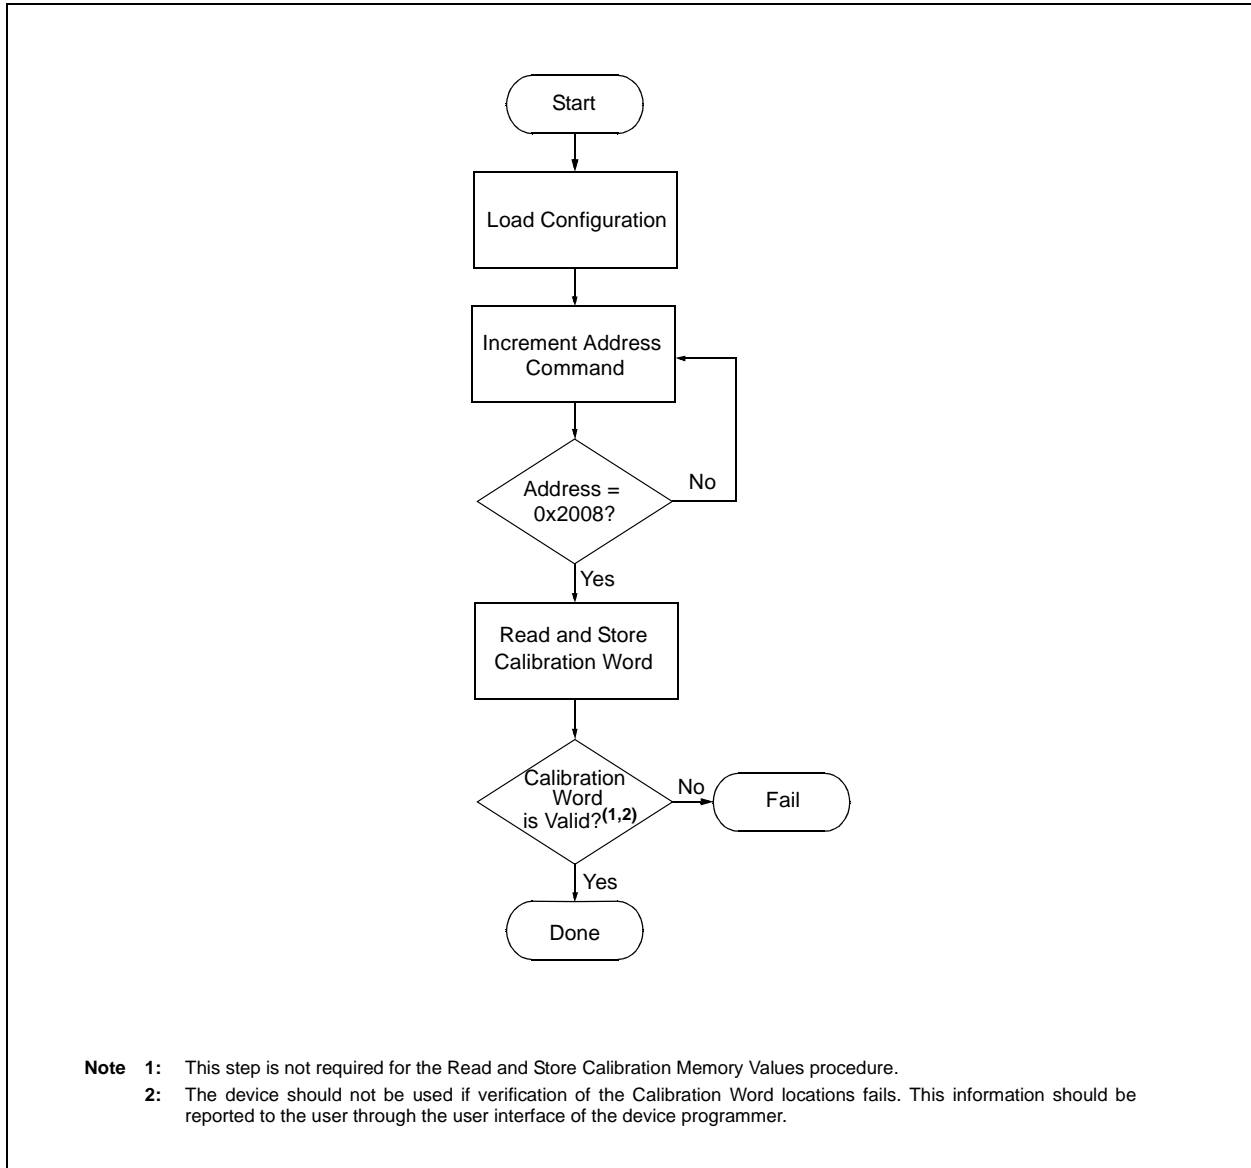 Start
Load Configuration
Increment Address
Command
Address =
0x2008?
No
Yes
Read and Store
Calibration Word
Calibration
Word
is Valid?(1,2)
No
Fail
Yes
Done
Note 1: This step is not required for the Read and Store Calibration Memory Values procedure.
2: The device should not be used if verification of the Calibration Word locations fails. This information should be
reported to the user through the user interface of the device programmer.